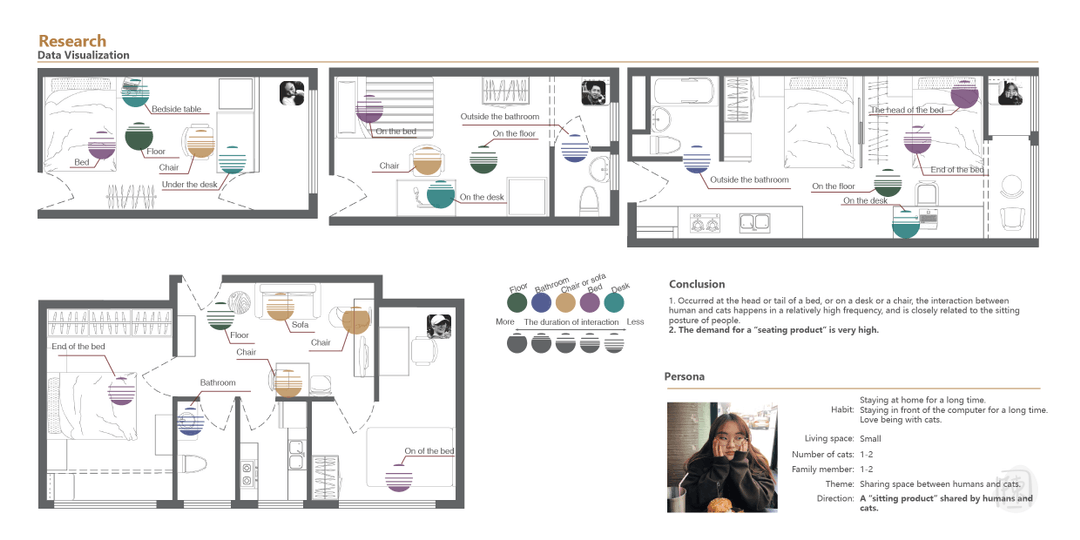 Research
Data Visualization
Bedside table
Bed
Floor
Chair
Under the desk
On the bed
Outside the bathroom
On the floor
Chair
On the desk
The head of the bed
Outside the bathroom
End of the bed
On the floor
On the desk
End of the bed
Floor
Sofa
Chair
Chair
Bathroom
On of the bed
Floor
Bathroom
Chair or sofa
Bed
Desk
More The duration of interaction Less
Conclusion
1. Occurred at the head or tail of a bed, or on a desk or a chair, the interaction between
human and cats happens in a relatively high frequency, and is closely related to the sitting
posture of people.
2. The demand for a "seating product" is very high.
Persona
Staying at home for a long time.
Habit: Staying in front of the computer for a long time.
Love being with cats.
Living space: Small
Number of cats: 1-2
Family member: 1-2
Theme: Sharing space between humans and cats.
Direction: A "sitting product" shared by humans and
cats.